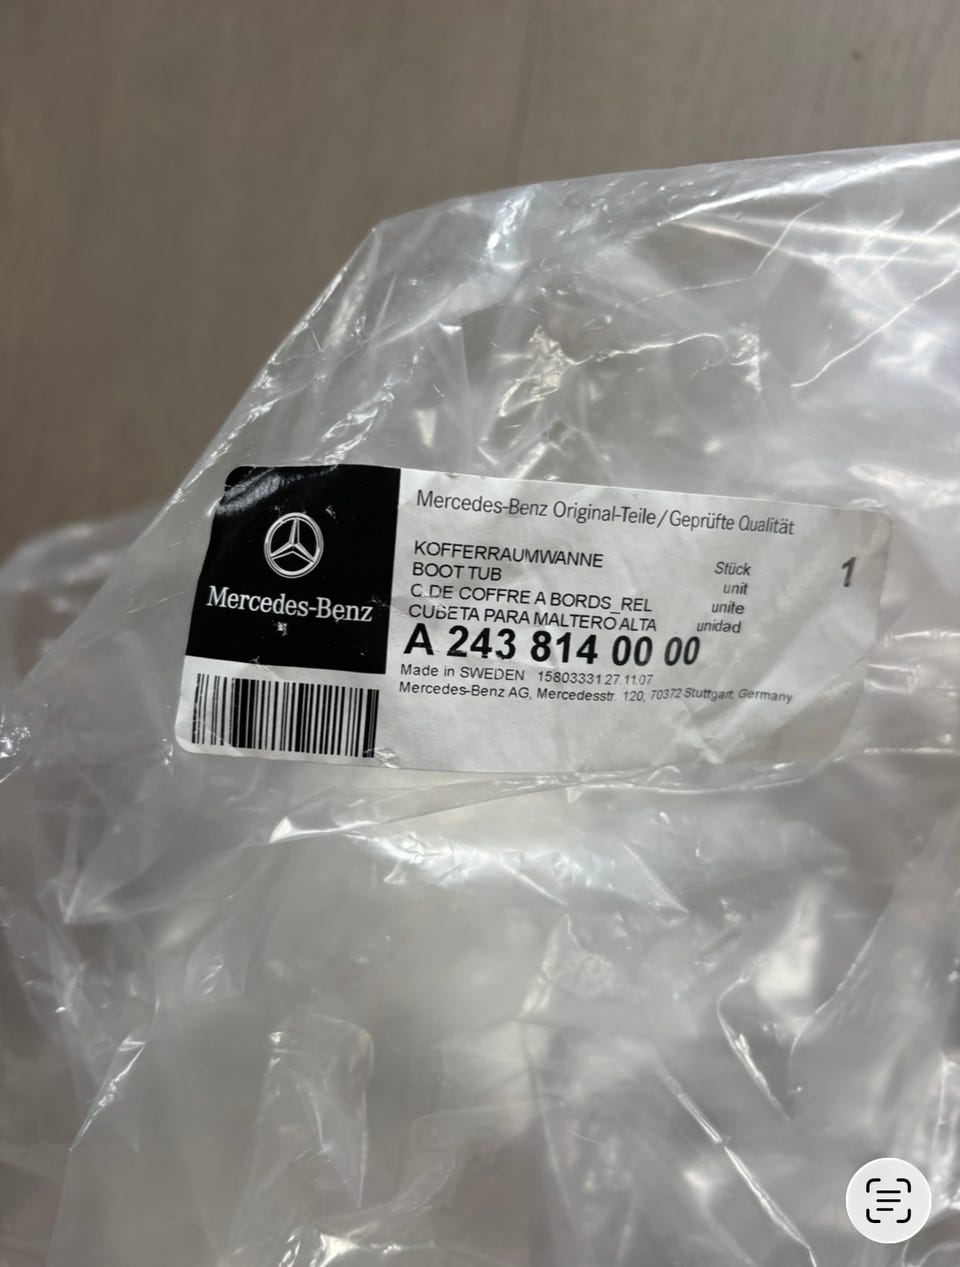 Mercedes-Benz
Mercedes-Benz Original-Teile/Geprüfte Qualität
KOFFERRAUMWANNE Stück 1
BOOT TUB unit
C.DE COFFRE A BORDS_REL unite
CUBETA PARA MALTERO ALTA unidad
A 243 814 00 00
Made in SWEDEN 15803331 27.11.07
Mercedes-Benz AG, Mercedesstr. 120, 70372 Stuttgart, Germany